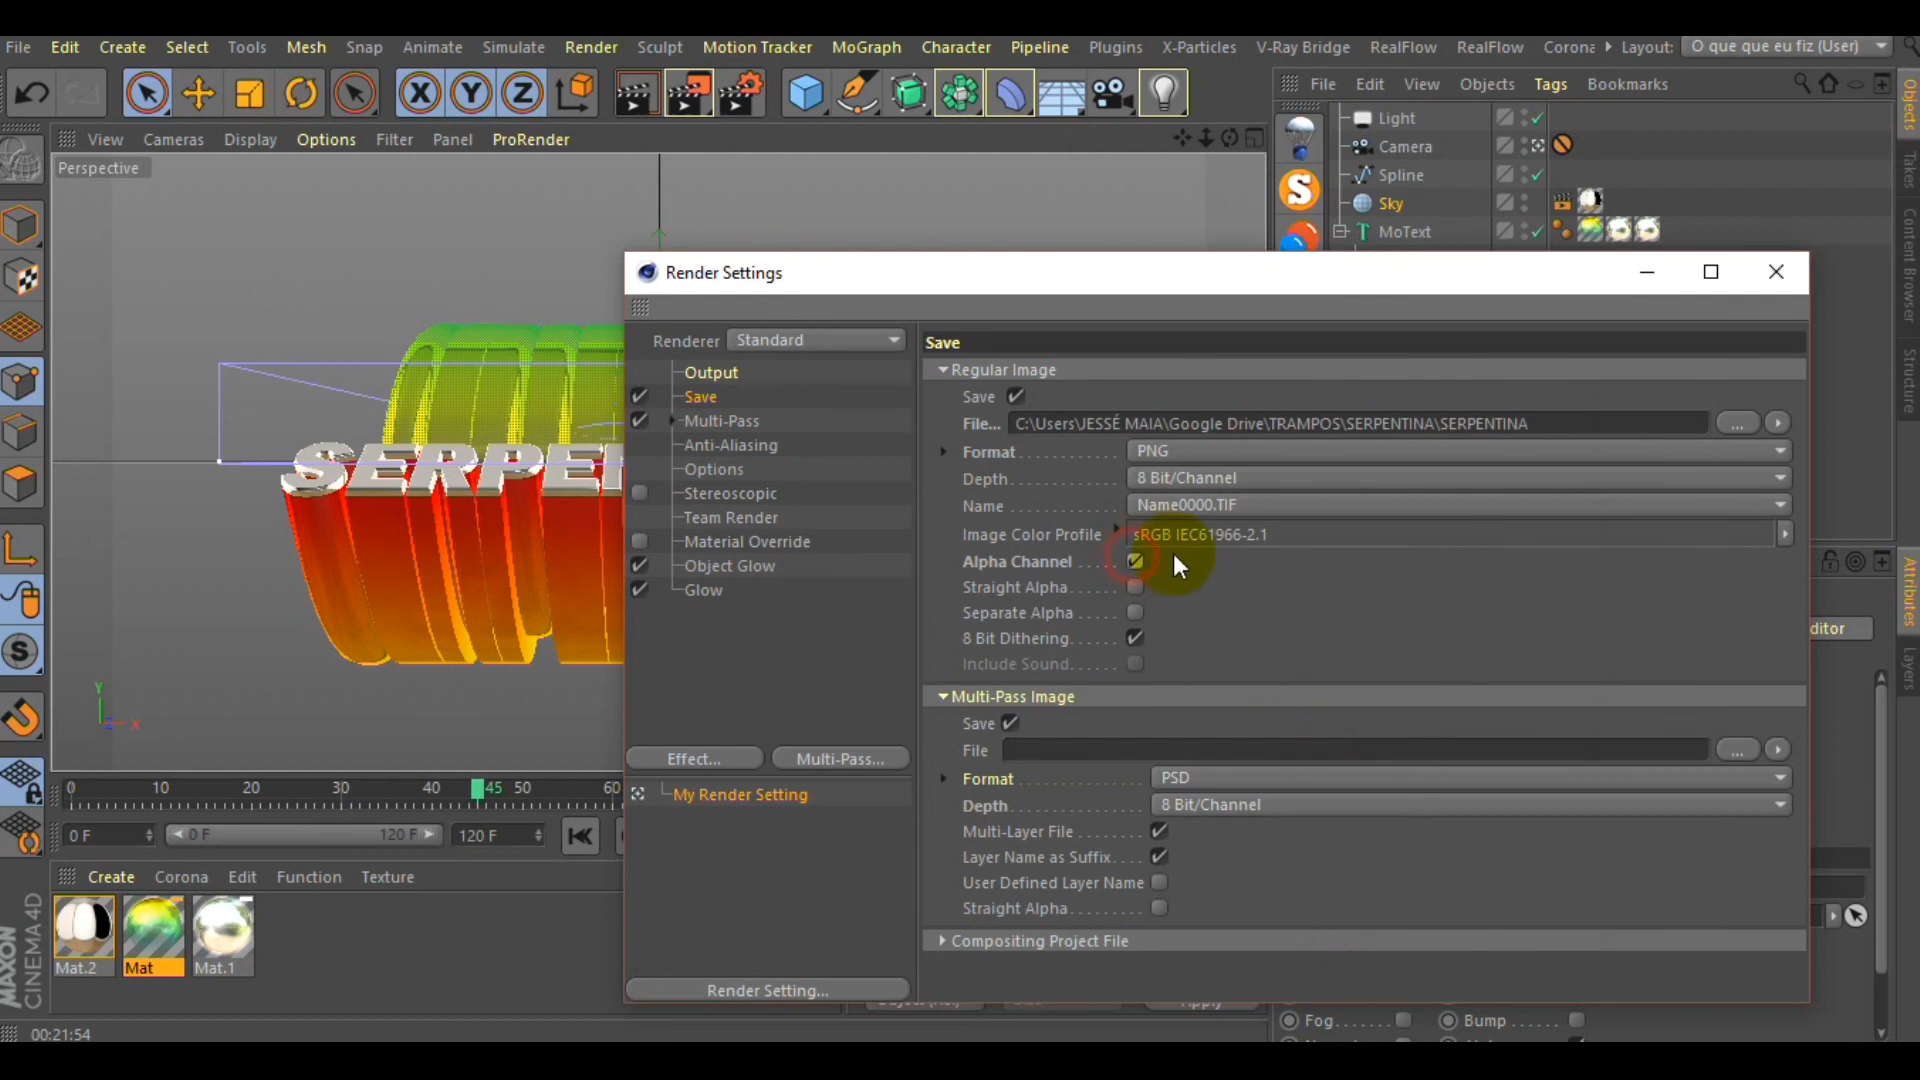 File Edit Create Select Tools Mesh Snap Animate Simulate Render Sculpt Motion Tracker MoGraph Character Pipeline Plugins X-Particles V-Ray Bridge RealFlow RealFlow Corona Layout: O que que eu fiz (User)
File Edit View Objects Tags Bookmarks
Light
Camera
Spline
Sky
MoText
Objects
Takes
Content Browser
Structure
Attributes
Layers
X Y Z
View Cameras Display Options Filter Panel ProRender
Perspective
SERPE
Y
X
Render Settings
Renderer Standard
Output
Save
Multi-Pass
Anti-Aliasing
Options
Stereoscopic
Team Render
Material Override
Object Glow
Glow
Effect... Multi-Pass...
My Render Setting
Render Setting...
Save
Regular Image
Save
File... C:\Users\JESSÉ MAIA\Google Drive\TRAMPOS\SERPENTINA\SERPENTINA ...
Format PNG
Depth 8 Bit/Channel
Name Name0000.TIF
Image Color Profile sRGB IEC61966-2.1
Alpha Channel
Straight Alpha
Separate Alpha
8 Bit Dithering
Include Sound
Multi-Pass Image
Save
File ...
Format PSD
Depth 8 Bit/Channel
Multi-Layer File
Layer Name as Suffix
User Defined Layer Name
Straight Alpha
Compositing Project File
ditor
0 10 20 30 40 45 50 60
0 F 0 F 120 F 120 F
Create Corona Edit Function Texture
Mat.2 Mat Mat.1
MAXON
CINEMA 4D
Apply
Fog Bump
00:21:54